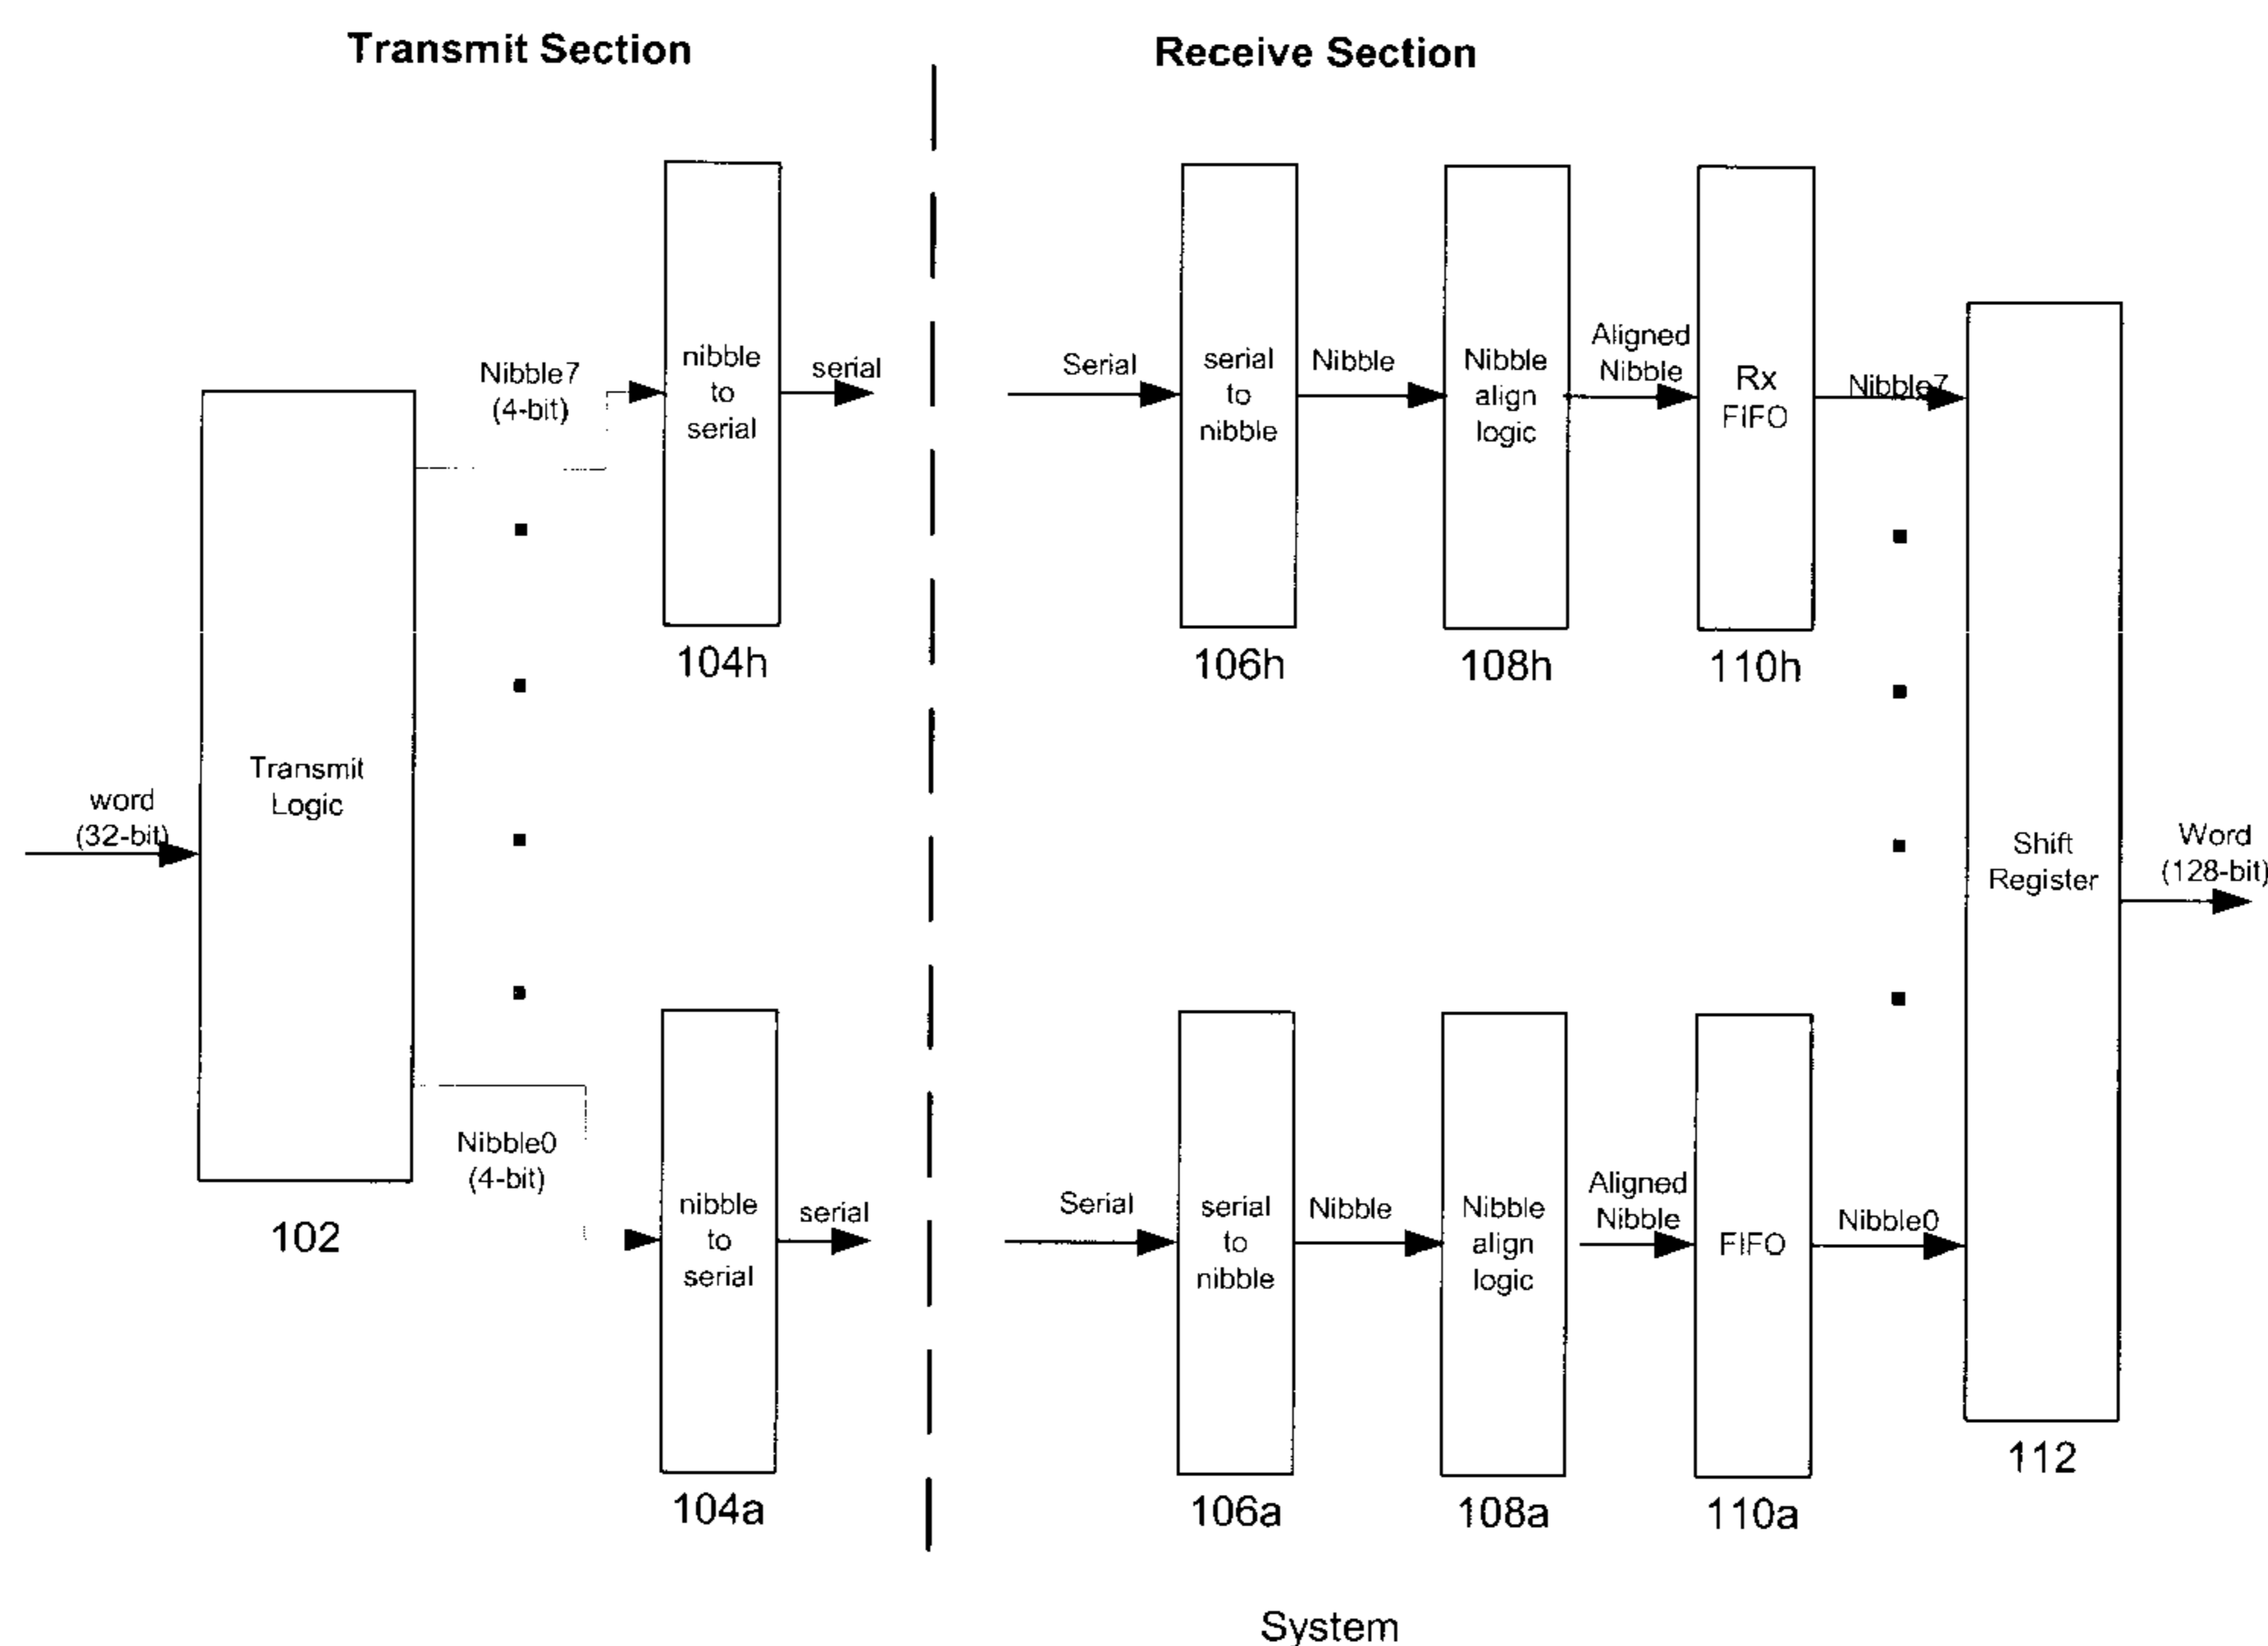 Transmit Section
Receive Section
word
(32-bit)
Transmit
Logic
102
Nibble7
(4-bit)
nibble
to
serial
104h
serial
Nibble0
(4-bit)
nibble
to
serial
104a
serial
Serial
serial
to
nibble
106h
Nibble
Nibble
align
logic
108h
Aligned
Nibble
Rx
FIFO
110h
Nibble7
Serial
serial
to
nibble
106a
Nibble
Nibble
align
logic
108a
Aligned
Nibble
FIFO
110a
Nibble0
Shift
Register
112
Word
(128-bit)
System